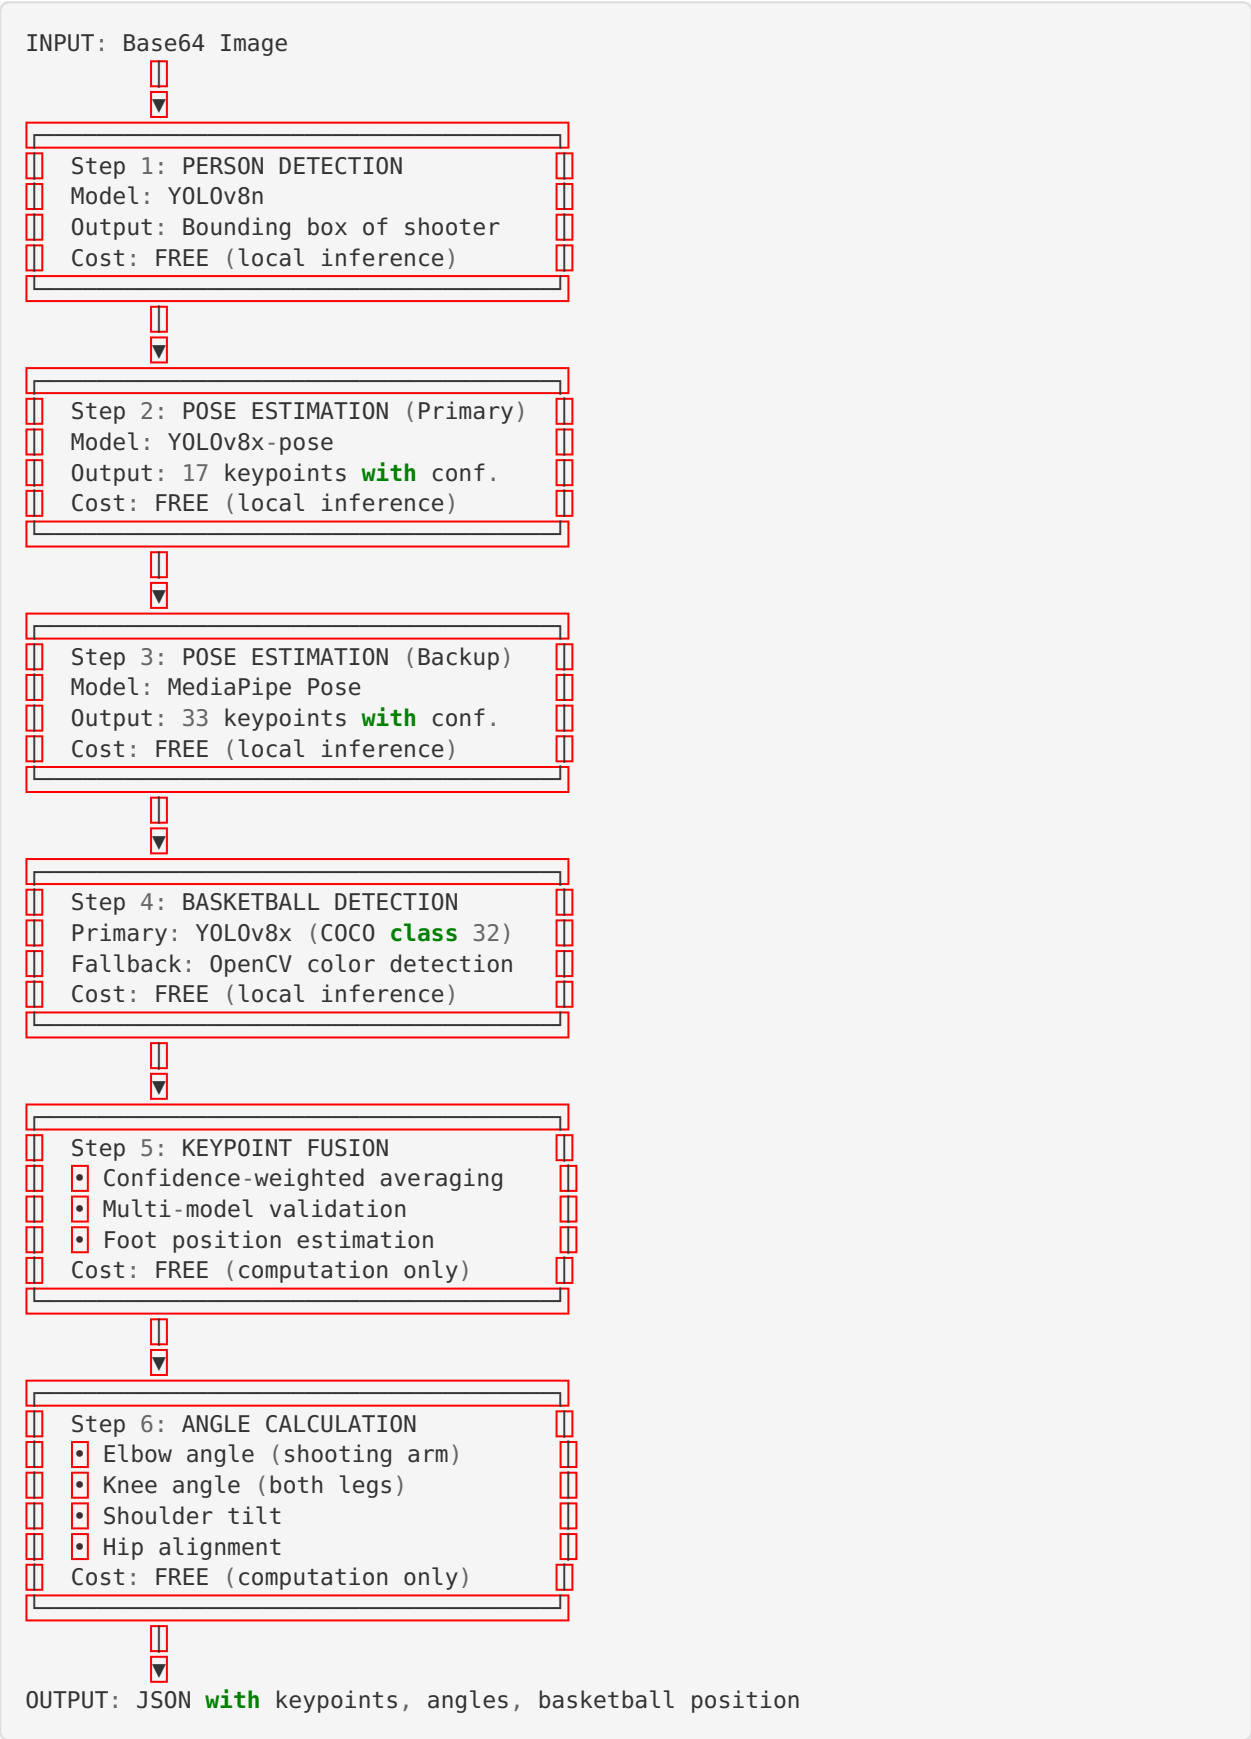 INPUT: Base64 Image
│
▼
┌──────────────────────────────────────┐
│  Step 1: PERSON DETECTION           │
│  Model: YOLOv8n                     │
│  Output: Bounding box of shooter    │
│  Cost: FREE (local inference)       │
└──────────────────────────────────────┘
│
▼
┌──────────────────────────────────────┐
│  Step 2: POSE ESTIMATION (Primary)  │
│  Model: YOLOv8x-pose                │
│  Output: 17 keypoints with conf.    │
│  Cost: FREE (local inference)       │
└──────────────────────────────────────┘
│
▼
┌──────────────────────────────────────┐
│  Step 3: POSE ESTIMATION (Backup)   │
│  Model: MediaPipe Pose              │
│  Output: 33 keypoints with conf.    │
│  Cost: FREE (local inference)       │
└──────────────────────────────────────┘
│
▼
┌──────────────────────────────────────┐
│  Step 4: BASKETBALL DETECTION       │
│  Primary: YOLOv8x (COCO class 32)   │
│  Fallback: OpenCV color detection   │
│  Cost: FREE (local inference)       │
└──────────────────────────────────────┘
│
▼
┌──────────────────────────────────────┐
│  Step 5: KEYPOINT FUSION            │
│  • Confidence-weighted averaging    │
│  • Multi-model validation           │
│  • Foot position estimation         │
│  Cost: FREE (computation only)      │
└──────────────────────────────────────┘
│
▼
┌──────────────────────────────────────┐
│  Step 6: ANGLE CALCULATION          │
│  • Elbow angle (shooting arm)       │
│  • Knee angle (both legs)           │
│  • Shoulder tilt                    │
│  • Hip alignment                    │
│  Cost: FREE (computation only)      │
└──────────────────────────────────────┘
│
▼
OUTPUT: JSON with keypoints, angles, basketball position